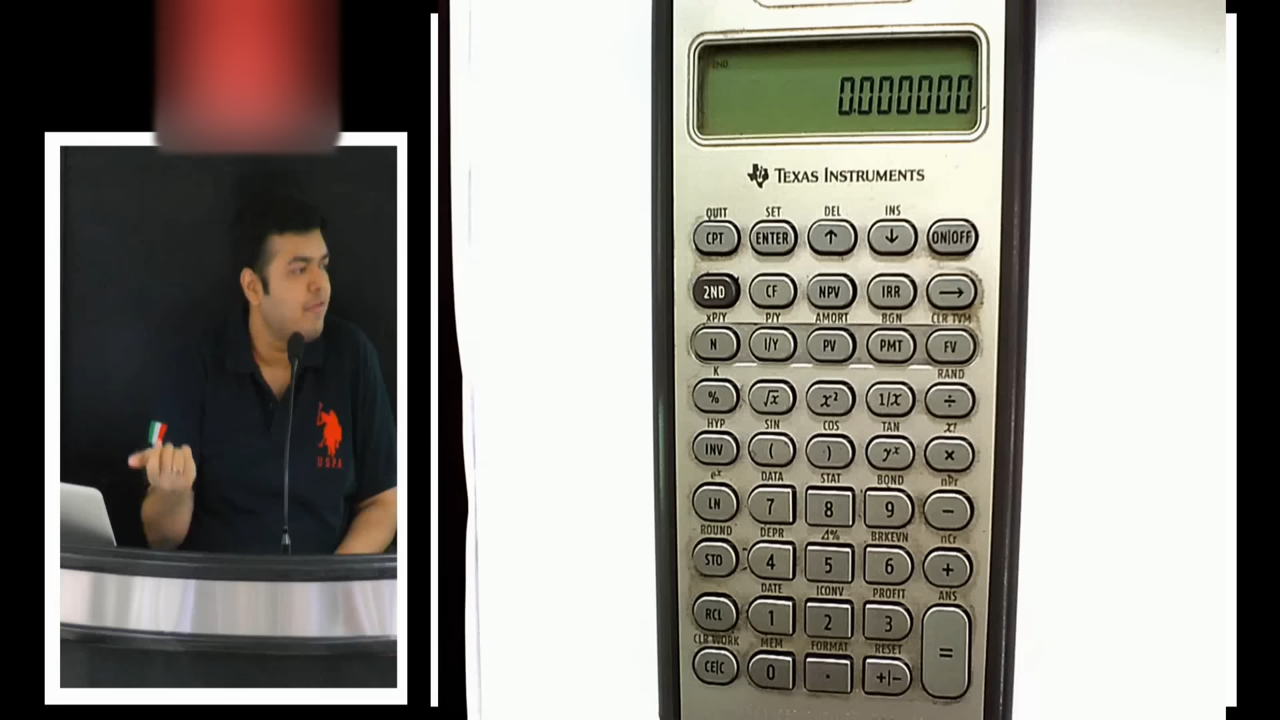 2ND
0.000000
TEXAS INSTRUMENTS
QUIT SET DEL INS
CPT ENTER ↑ ↓ ON|OFF
2ND CF NPV IRR →
xP/Y P/Y AMORT BGN CLR TVM
N I/Y PV PMT FV
K RAND
% √x x² 1/x ÷
HYP SIN COS TAN x!
INV ( ) yˣ ×
eˣ DATA STAT BOND nPr
LN 7 8 9 −
ROUND DEPR Δ% BRKEVN nCr
STO 4 5 6 +
DATE ICONV PROFIT ANS
RCL 1 2 3 =
CLR WORK MEM FORMAT RESET
CE|C 0 . +|−
USPA